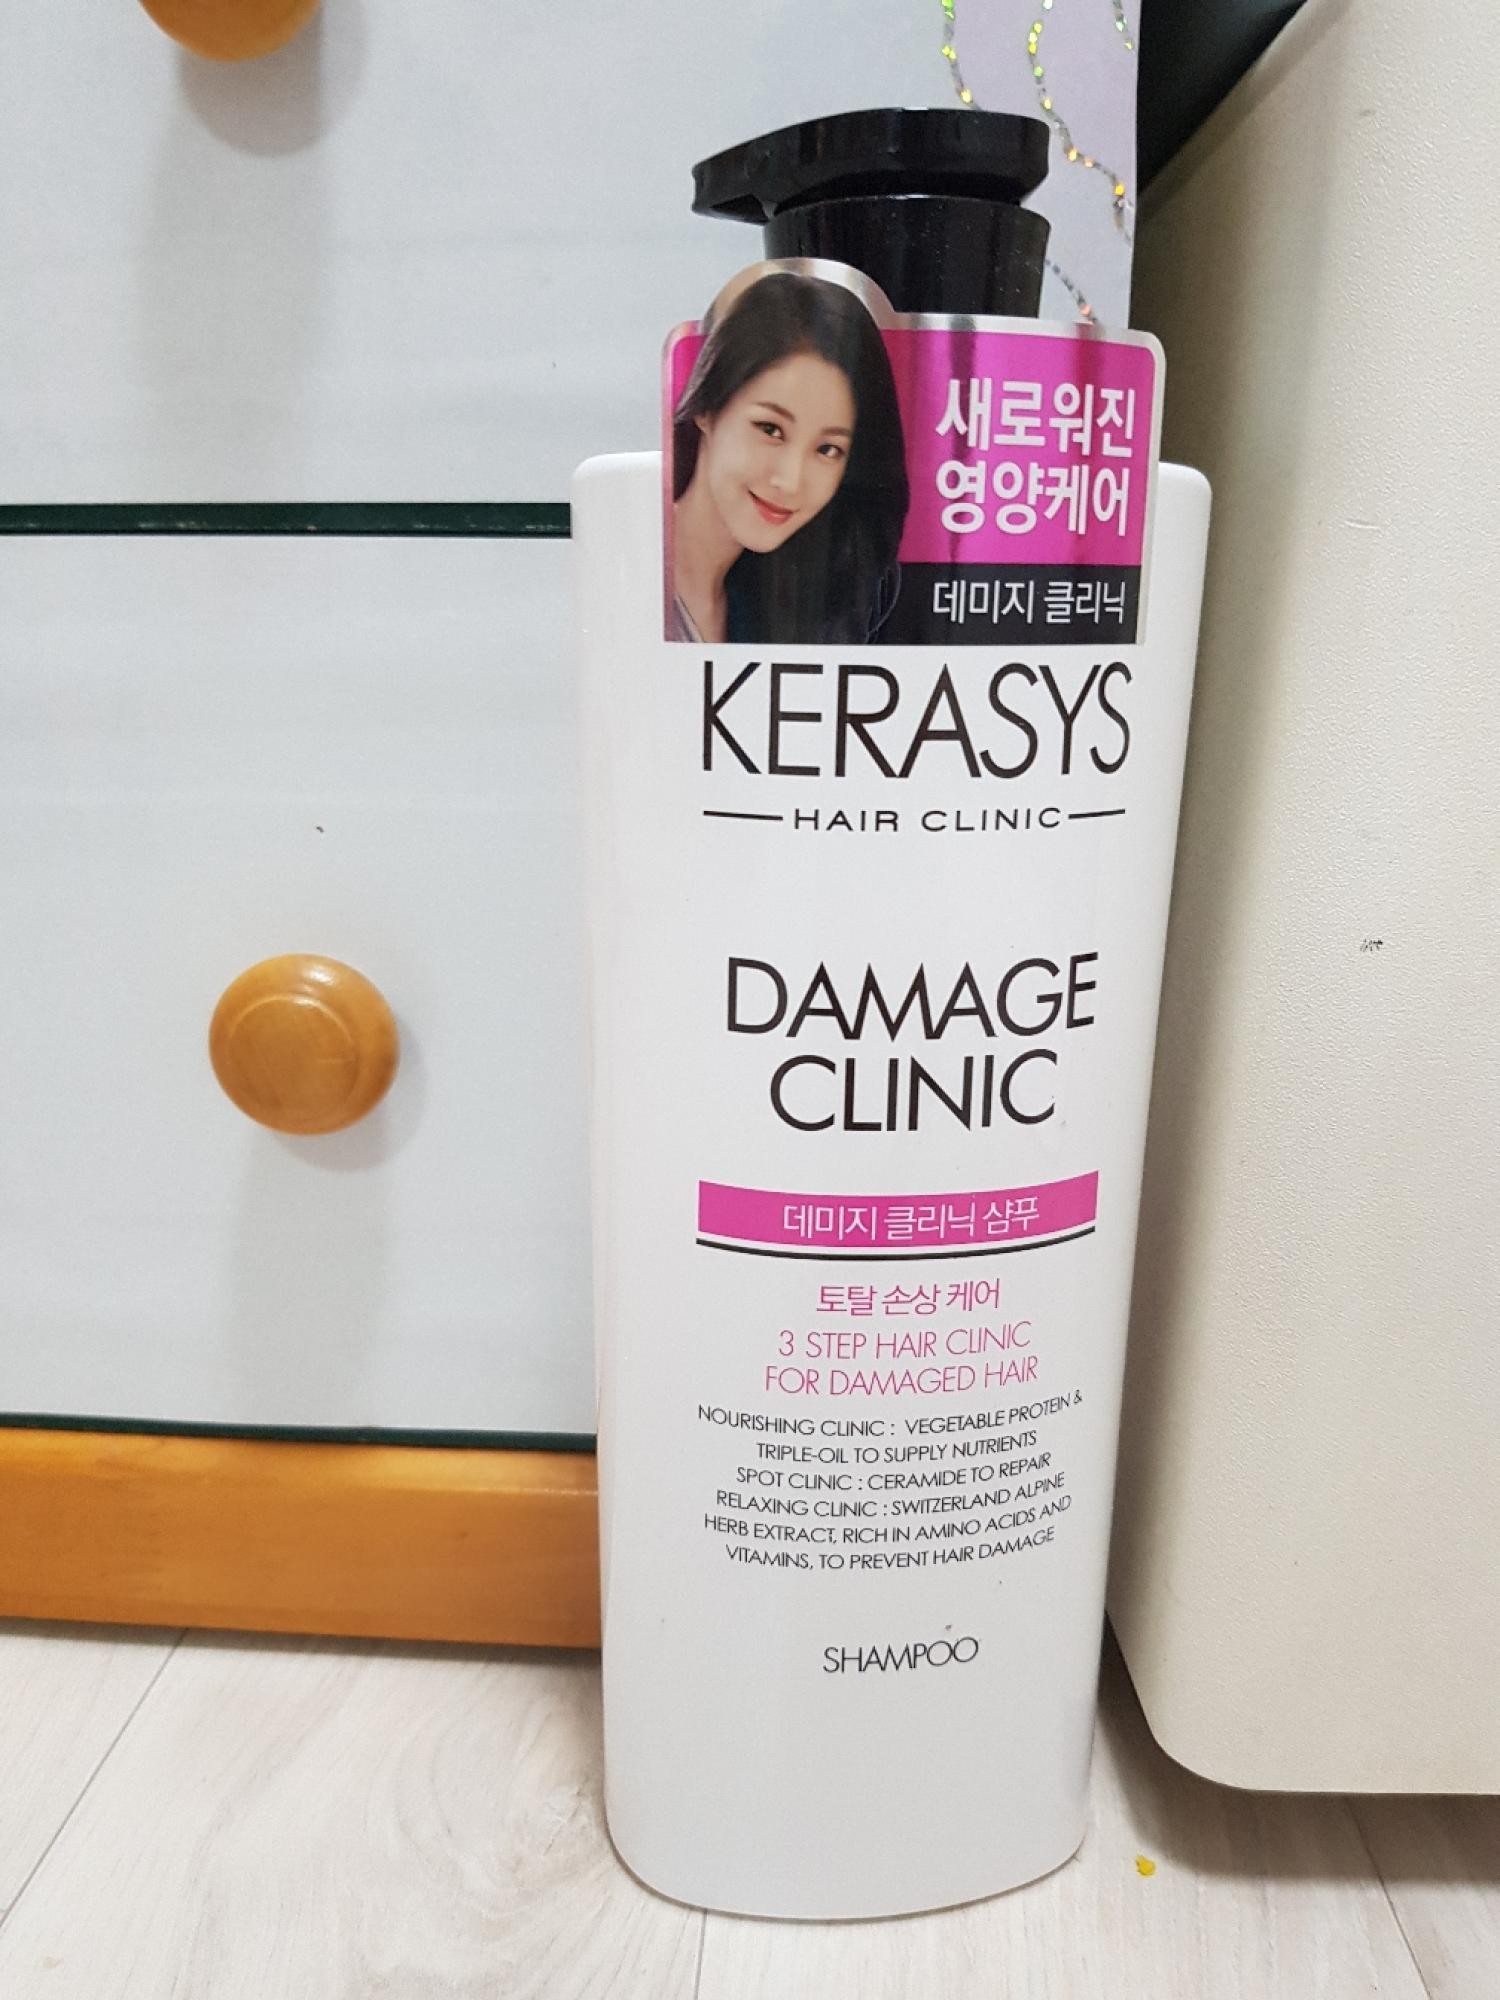 새로워진
영양케어
데미지 클리닉
KERASYS
HAIR CLINIC
DAMAGE
CLINIC
데미지 클리닉 샴푸
토탈 손상 케어
3 STEP HAIR CLINIC
FOR DAMAGED HAIR
NOURISHING CLINIC : VEGETABLE PROTEIN &
TRIPLE-OIL TO SUPPLY NUTRIENTS
SPOT CLINIC : CERAMIDE TO REPAIR
RELAXING CLINIC : SWITZERLAND ALPINE
HERB EXTRACT, RICH IN AMINO ACIDS AND
VITAMINS, TO PREVENT HAIR DAMAGE
SHAMPOO